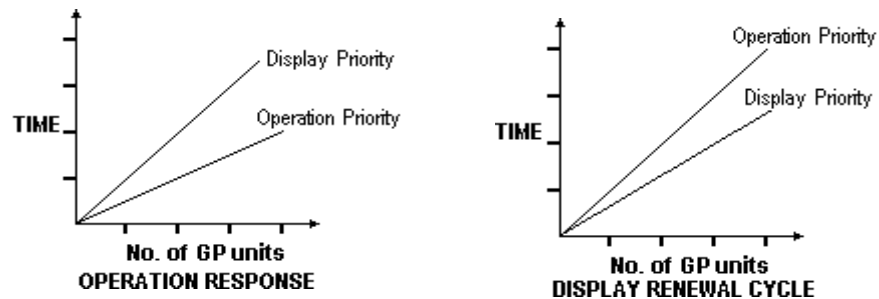 Display Priority
Operation Priority
TIME
No. of GP units
OPERATION RESPONSE
Operation Priority
Display Priority
TIME
No. of GP units
DISPLAY RENEWAL CYCLE